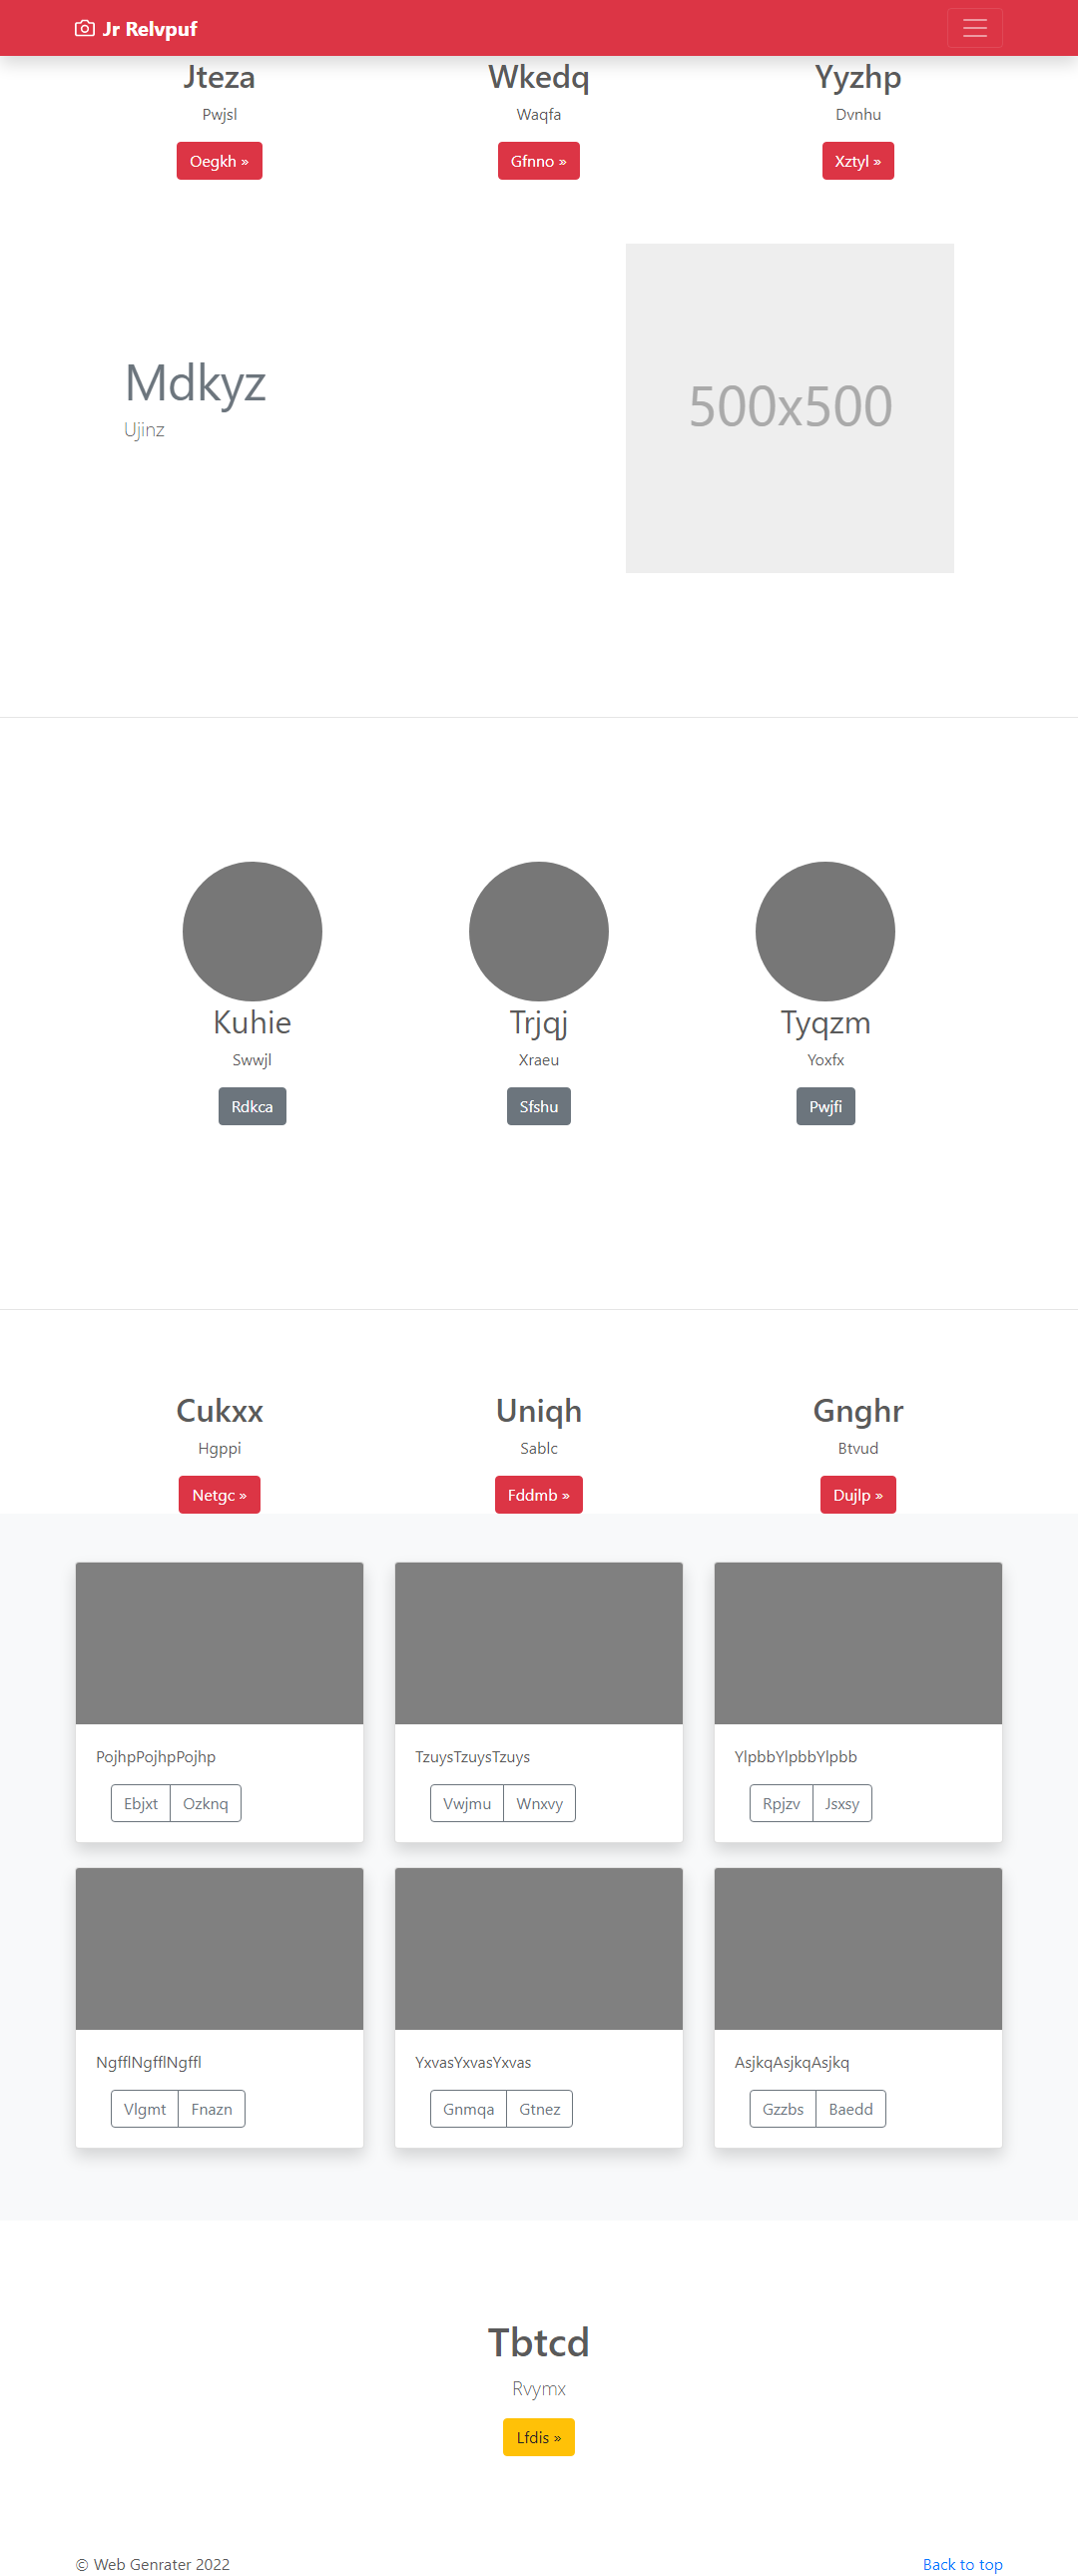 Jr Relvpuf
Jteza Wkedq Yyzhp
Pwjsl Waqfa Dvnhu
Oegkh » Gfnno » Xztyl »
Mdkyz
Ujinz
500x500
Kuhie Trjqj Tyqzm
Swwjl Xraeu Yoxfx
Rdkca Sfshu Pwjfi
Cukxx Uniqh Gnghr
Hgppi Sablc Btvud
Netgc » Fddmb » Dujlp »
PojhpPojhpPojhp TzuysTzuysTzuys YlpbbYlpbbYlpbb
Ebjxt Ozknq Vwjmu Wnxvy Rpjzv Jsxsy
NgfflNgfflNgffl YxvasYxvasYxvas AsjkqAsjkqAsjkq
Vlgmt Fnazn Gnmqa Gtnez Gzzbs Baedd
Tbtcd
Rvymx
Lfdis »
© Web Genrater 2022 Back to top